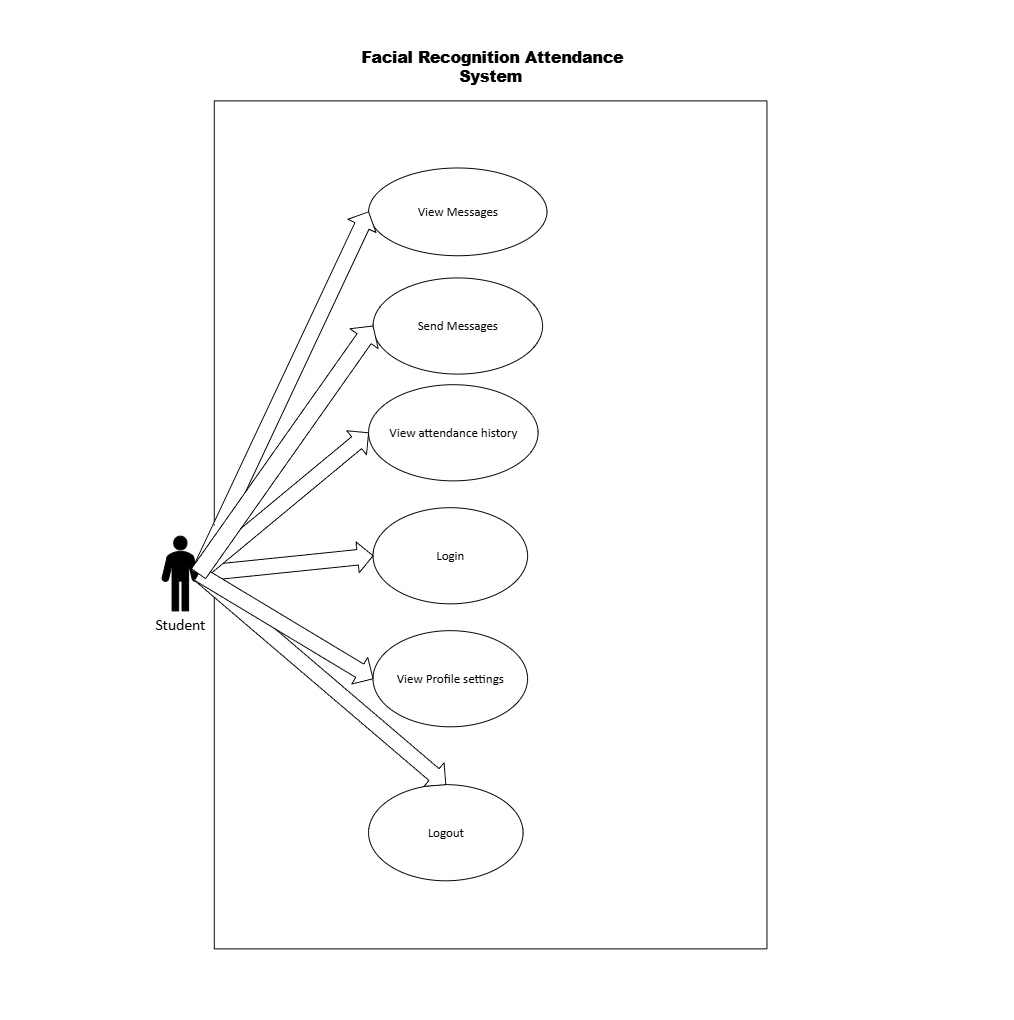 Facial Recognition Attendance
System
View Messages
Send Messages
View attendance history
Login
Student
View Profile settings
Logout